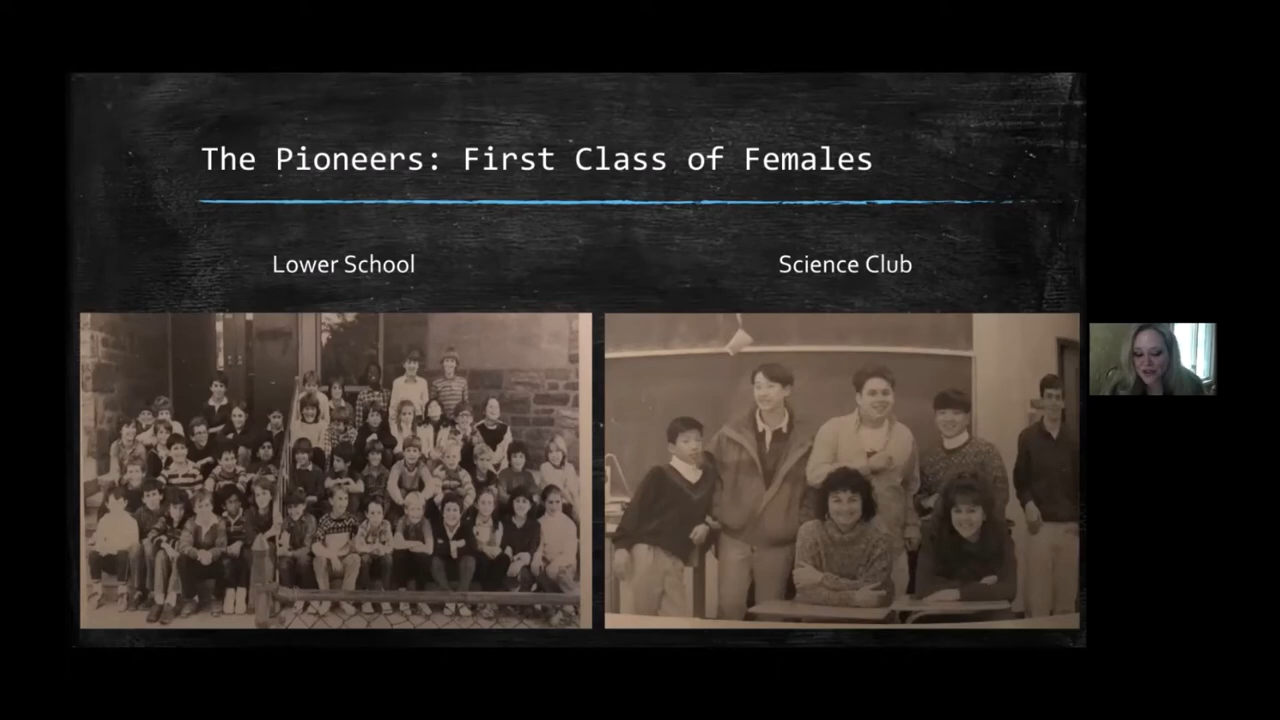 The Pioneers: First Class of Females
Lower School
Science Club